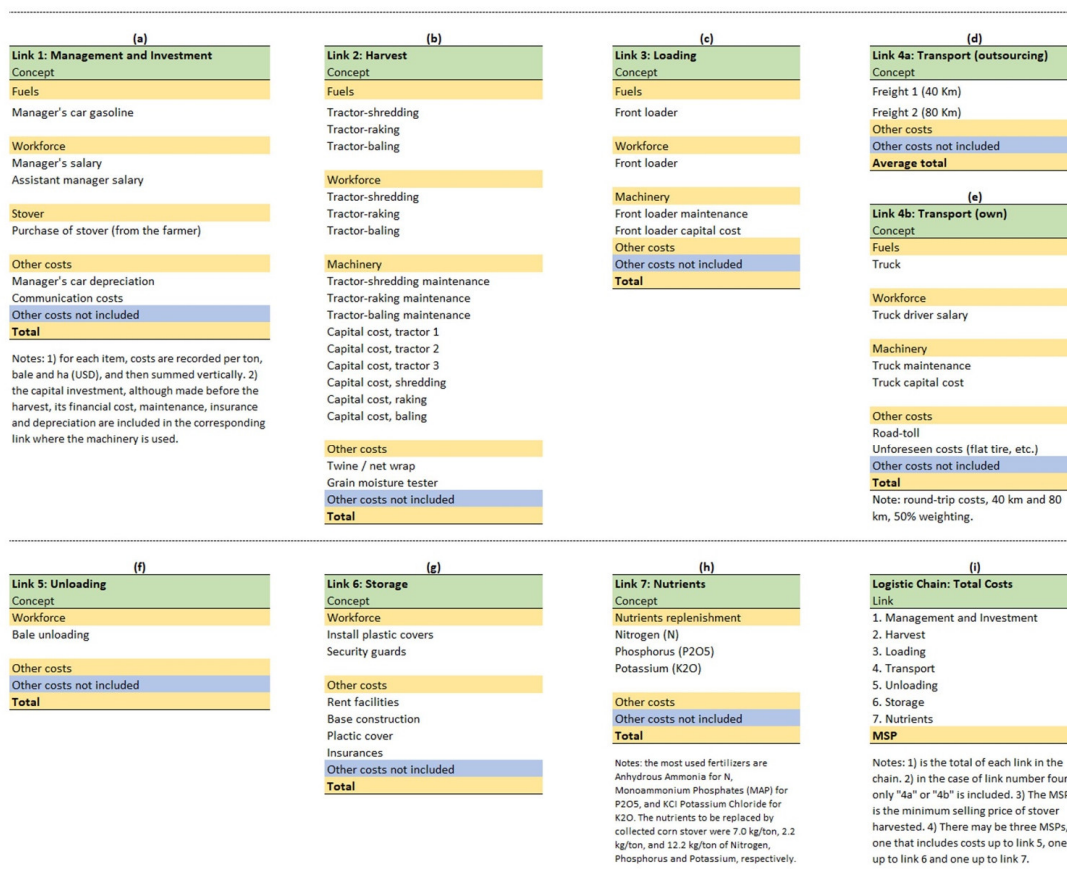 (a)
Link 1: Management and Investment
Concept
Fuels
Manager's car gasoline
Workforce
Manager's salary
Assistant manager salary
Stover
Purchase of stover (from the farmer)
Other costs
Manager's car depreciation
Communication costs
Other costs not included
Total
Notes: 1) for each item, costs are recorded per ton,
bale and ha (USD), and then summed vertically. 2)
the capital investment, although made before the
harvest, its financial cost, maintenance, insurance
and depreciation are included in the corresponding
link where the machinery is used.
(b)
Link 2: Harvest
Concept
Fuels
Tractor-shredding
Tractor-raking
Tractor-baling
Workforce
Tractor-shredding
Tractor-raking
Tractor-baling
Machinery
Tractor-shredding maintenance
Tractor-raking maintenance
Tractor-baling maintenance
Capital cost, tractor 1
Capital cost, tractor 2
Capital cost, tractor 3
Capital cost, shredding
Capital cost, raking
Capital cost, baling
Other costs
Twine / net wrap
Grain moisture tester
Other costs not included
Total
(c)
Link 3: Loading
Concept
Fuels
Front loader
Workforce
Front loader
Machinery
Front loader maintenance
Front loader capital cost
Other costs
Other costs not included
Total
(d)
Link 4a: Transport (outsourcing)
Concept
Freight 1 (40 Km)
Freight 2 (80 Km)
Other costs
Other costs not included
Average total
(e)
Link 4b: Transport (own)
Concept
Fuels
Truck
Workforce
Truck driver salary
Machinery
Truck maintenance
Truck capital cost
Other costs
Road-toll
Unforeseen costs (flat tire, etc.)
Other costs not included
Total
Note: round-trip costs, 40 km and 80
km, 50% weighting.
(f)
Link 5: Unloading
Concept
Workforce
Bale unloading
Other costs
Other costs not included
Total
(g)
Link 6: Storage
Concept
Workforce
Install plastic covers
Security guards
Other costs
Rent facilities
Base construction
Plactic cover
Insurances
Other costs not included
Total
(h)
Link 7: Nutrients
Concept
Nutrients replenishment
Nitrogen (N)
Phosphorus (P2O5)
Potassium (K2O)
Other costs
Other costs not included
Total
Notes: the most used fertilizers are
Anhydrous Ammonia for N,
Monoammonium Phosphates (MAP) for
P2O5, and KCl Potassium Chloride for
K2O. The nutrients to be replaced by
collected corn stover were 7.0 kg/ton, 2.2
kg/ton, and 12.2 kg/ton of Nitrogen,
Phosphorus and Potassium, respectively.
(i)
Logistic Chain: Total Costs
Link
1. Management and Investment
2. Harvest
3. Loading
4. Transport
5. Unloading
6. Storage
7. Nutrients
MSP
Notes: 1) is the total of each link in the
chain. 2) in the case of link number four
only "4a" or "4b" is included. 3) The MSP
is the minimum selling price of stover
harvested. 4) There may be three MSPs,
one that includes costs up to link 5, one
up to link 6 and one up to link 7.